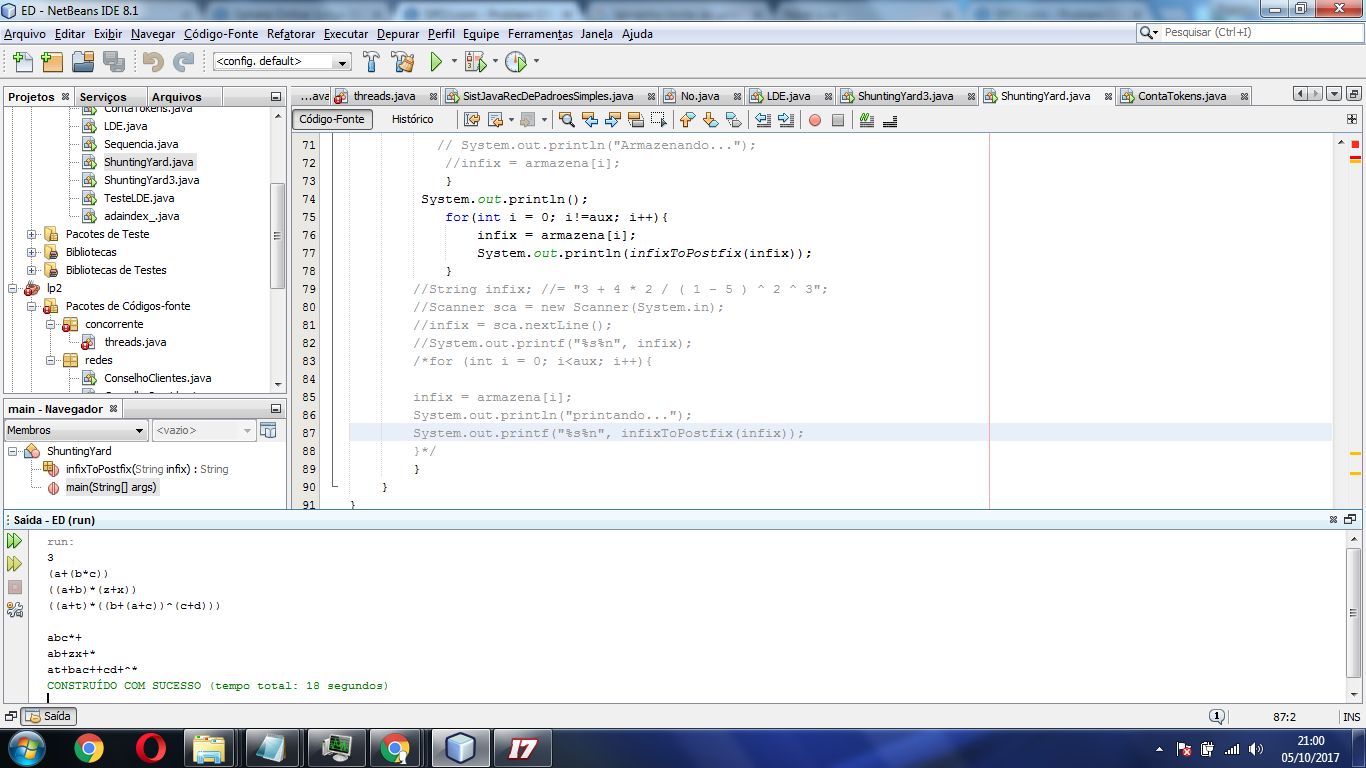 ED - NetBeans IDE 8.1
Arquivo Editar Exibir Navegar Código-Fonte Refatorar Executar Depurar Perfil Equipe Ferramentas Janela Ajuda
Pesquisar (Ctrl+I)
<config. default>
Projetos Serviços Arquivos
...ava threads.java SistJavaRecDePadroesSimples.java No.java LDE.java ShuntingYard3.java ShuntingYard.java ContaTokens.java
Código-Fonte Histórico
ContaTokens.java
LDE.java
Sequencia.java
ShuntingYard.java
ShuntingYard3.java
TesteLDE.java
adaindex_.java
Pacotes de Teste
Bibliotecas
Bibliotecas de Testes
lp2
Pacotes de Códigos-fonte
concorrente
threads.java
redes
ConselhoClientes.java
main - Navegador
Membros <vazio>
ShuntingYard
infixToPostfix(String infix) : String
main(String[] args)
71 // System.out.println("Armazenando...");
72 //infix = armazena[i];
73 }
74 System.out.println();
75 for(int i = 0; i!=aux; i++){
76 infix = armazena[i];
77 System.out.println(infixToPostfix(infix));
78 }
79 //String infix; //= "3 + 4 * 2 / ( 1 - 5 ) ^ 2 ^ 3";
80 //Scanner sca = new Scanner(System.in);
81 //infix = sca.nextLine();
82 //System.out.printf("%s%n", infix);
83 /*for (int i = 0; i<aux; i++){
84
85 infix = armazena[i];
86 System.out.println("printando...");
87 System.out.printf("%s%n", infixToPostfix(infix));
88 }*/
89 }
90 }
91 }
Saída - ED (run)
run:
3
(a+(b*c))
((a+b)*(z+x))
((a+t)*((b+(a+c))^(c+d)))
abc*+
ab+zx+*
at+bac++cd+^*
CONSTRUÍDO COM SUCESSO (tempo total: 18 segundos)
Saída
1
87:2 INS
17
21:00
05/10/2017